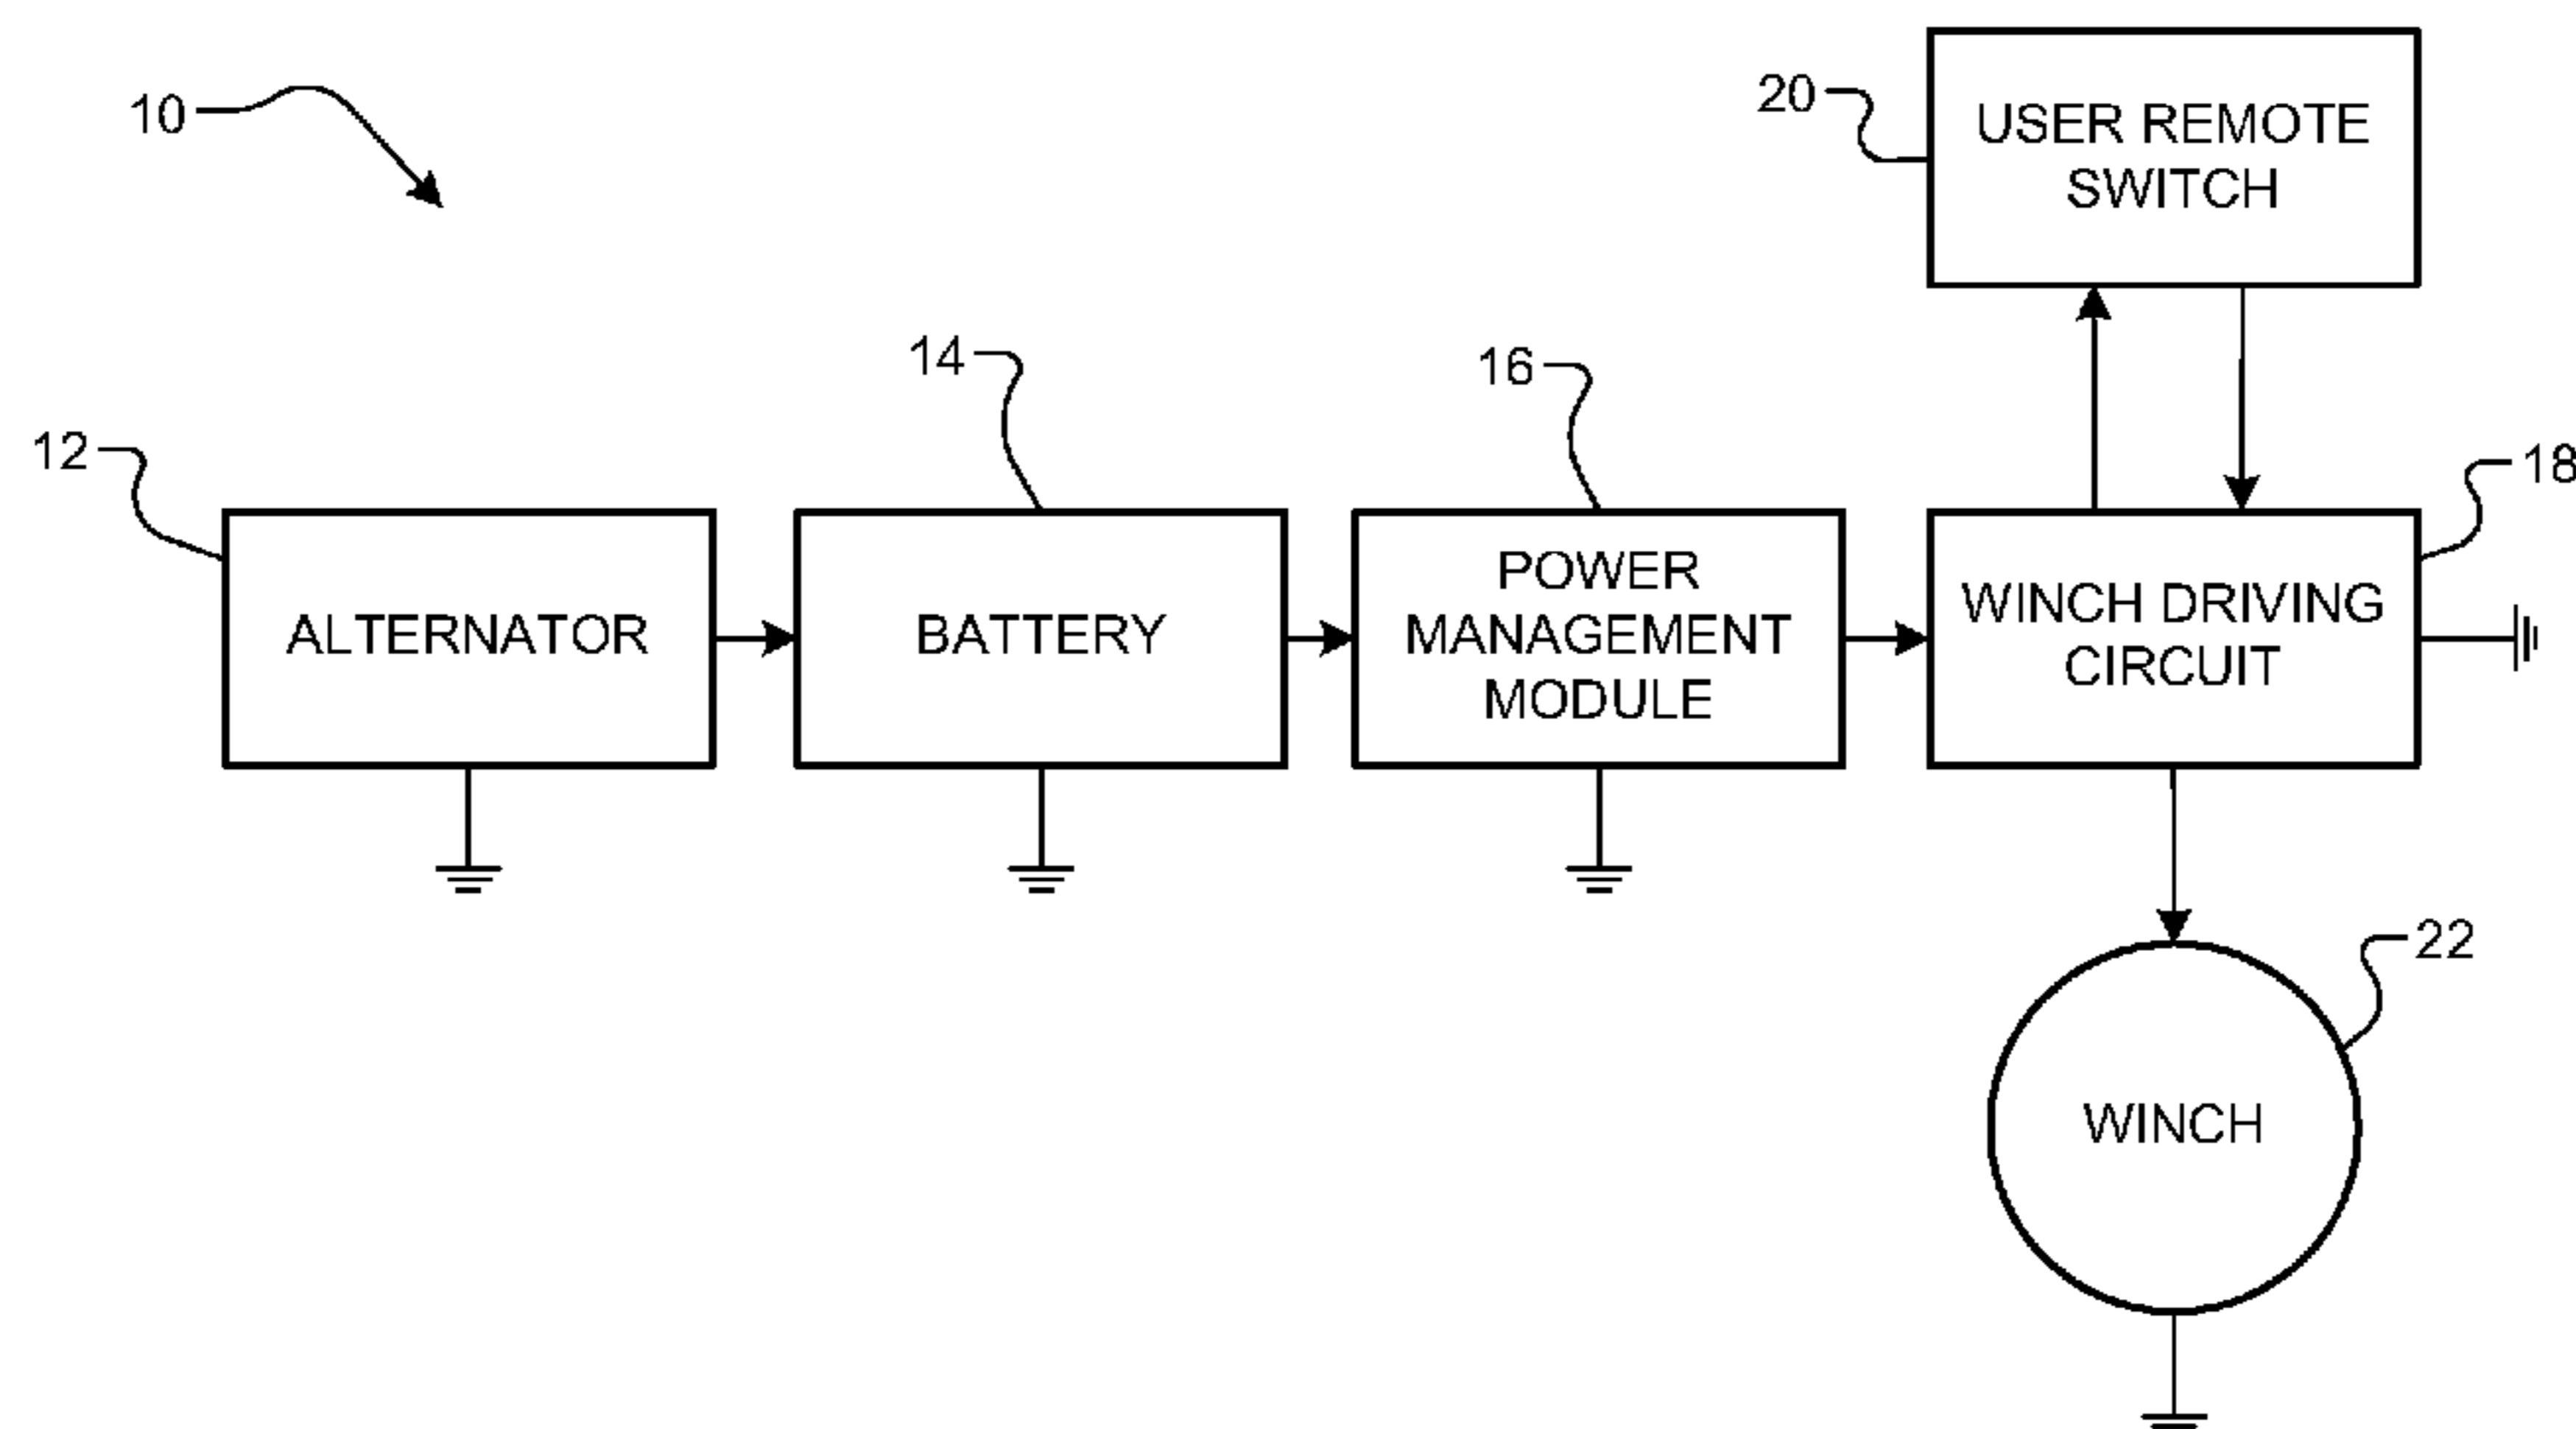 10
20
USER REMOTE
SWITCH
14
16
12
18
ALTERNATOR
BATTERY
POWER
MANAGEMENT
MODULE
WINCH DRIVING
CIRCUIT
22
WINCH